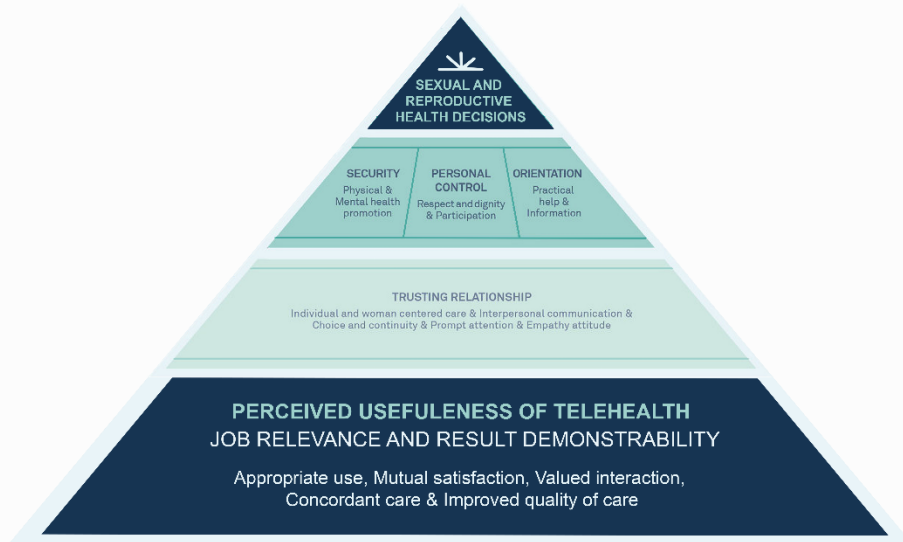 SEXUAL AND
REPRODUCTIVE
HEALTH DECISIONS
SECURITY
Physical &
Mental health
promotion
PERSONAL
CONTROL
Respect and dignity
& Participation
ORIENTATION
Practical
help &
Information
TRUSTING RELATIONSHIP
Individual and woman centered care & Interpersonal communication &
Choice and continuity & Prompt attention & Empathy attitude
PERCEIVED USEFULENESS OF TELEHEALTH
JOB RELEVANCE AND RESULT DEMONSTRABILITY
Appropriate use, Mutual satisfaction, Valued interaction,
Concordant care & Improved quality of care